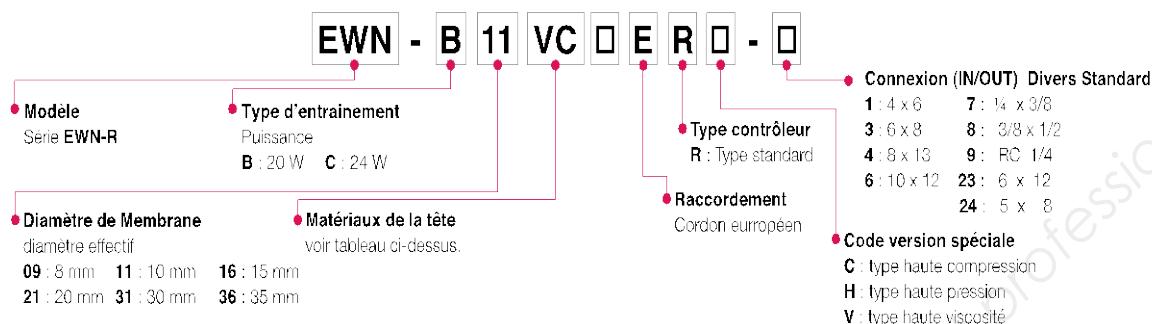 EWN - B 11 VC □ E R □ - □
Modèle
Série EWN-R
Type d'entrainement
Puissance
B : 20 W C : 24 W
Diamètre de Membrane
diamètre effectif
09 : 8 mm 11 : 10 mm 16 : 15 mm
21 : 20 mm 31 : 30 mm 36 : 35 mm
Matériaux de la tête
voir tableau ci-dessus.
Raccordement
Cordon eurropéen
Type contrôleur
R : Type standard
Code version spéciale
C : type haute compression
H : type haute pression
V : type haute viscosité
Connexion (IN/OUT) Divers Standard
1 : 4 x 6 7 : ¼ x 3/8
3 : 6 x 8 8 : 3/8 x 1/2
4 : 8 x 13 9 : RC 1/4
6 : 10 x 12 23 : 6 x 12
24 : 5 x 8